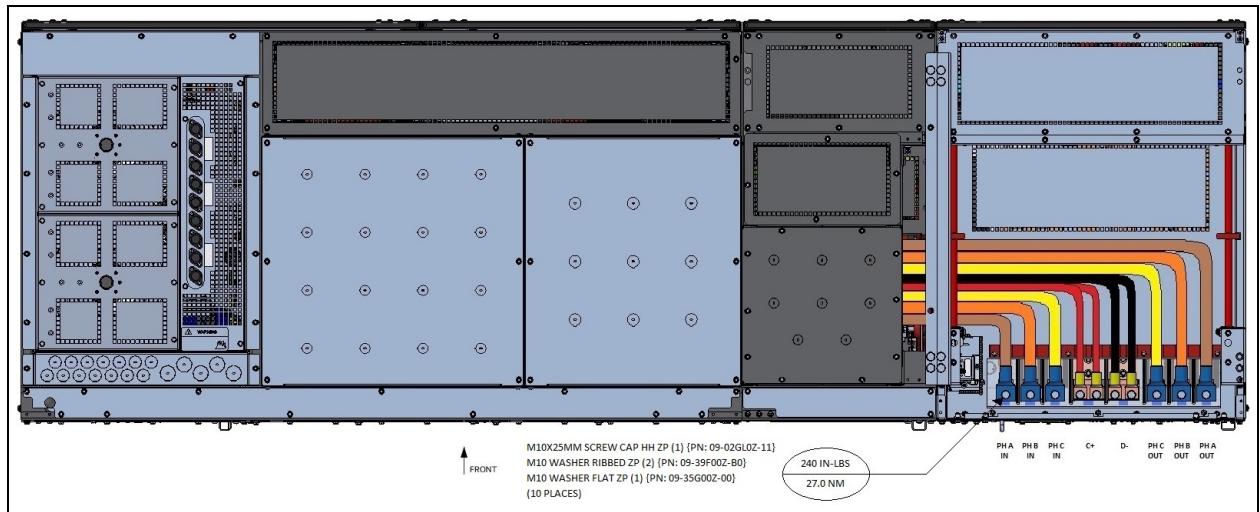 M10X25MM SCREW CAP HH ZP (1) {PN: 09-02GL0Z-11}
M10 WASHER RIBBED ZP (2) {PN: 09-39F00Z-B0}
M10 WASHER FLAT ZP (1) {PN: 09-35G00Z-00}
(10 PLACES)
FRONT
240 IN-LBS
27.0 NM
PH A
IN
PH B
IN
PH C
IN
C+
D-
PH C
OUT
PH B
OUT
PH A
OUT